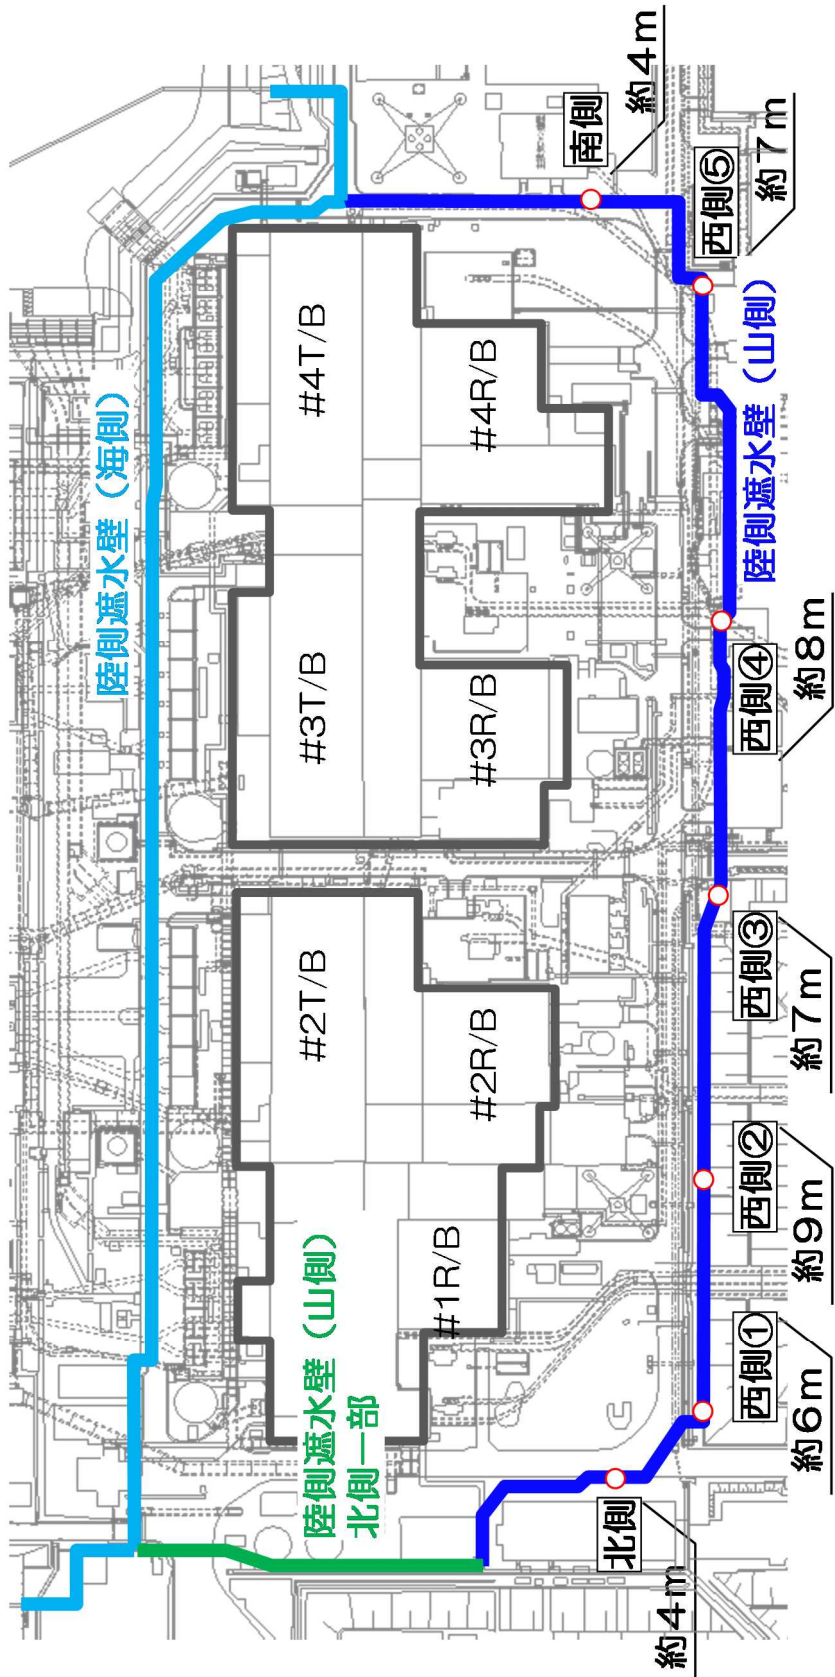 陸側遮水壁（海側）
#4T/B
#3T/B
#2T/B
#4R/B
#3R/B
#2R/B
#1R/B
陸側遮水壁（山側）
北側一部
陸側遮水壁（山側）
北側
約4m
西側①
約6m
西側②
約9m
西側③
約7m
西側④
約8m
西側⑤
約7m
南側
約4m